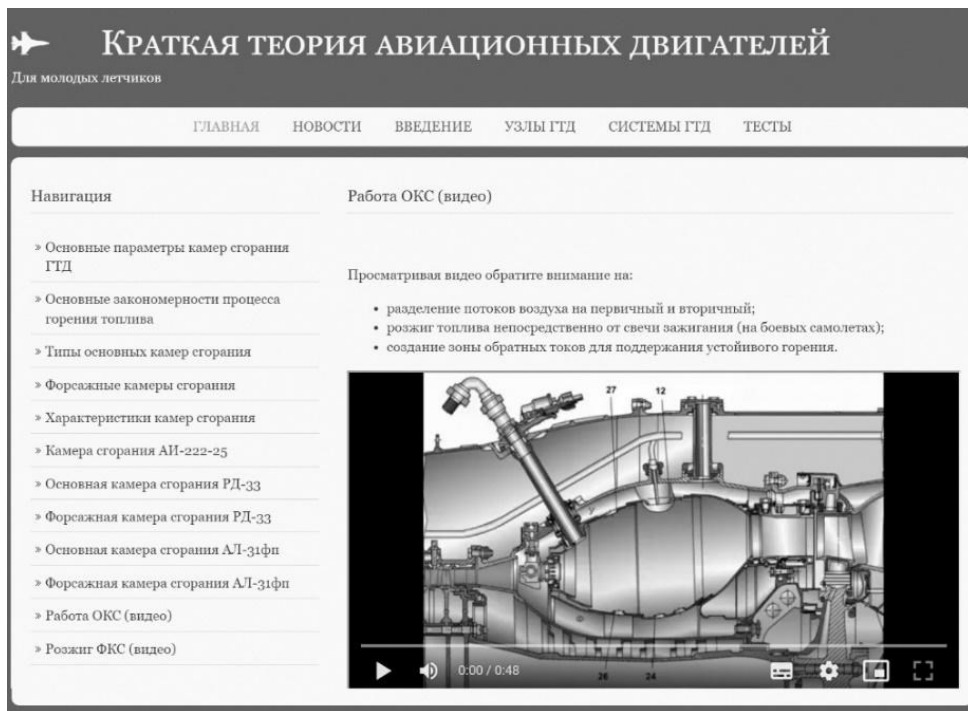 Краткая теория авиационных двигателей
Для молодых летчиков
ГЛАВНАЯ НОВОСТИ ВВЕДЕНИЕ УЗЛЫ ГТД СИСТЕМЫ ГТД ТЕСТЫ
Навигация
» Основные параметры камер сгорания
ГТД
» Основные закономерности процесса
горения топлива
» Типы основных камер сгорания
» Форсажные камеры сгорания
» Характеристики камер сгорания
» Камера сгорания АИ-222-25
» Основная камера сгорания РД-33
» Форсажная камера сгорания РД-33
» Основная камера сгорания АЛ-31фп
» Форсажная камера сгорания АЛ-31фп
» Работа ОКС (видео)
» Розжиг ФКС (видео)
Работа ОКС (видео)
Просматривая видео обратите внимание на:
• разделение потоков воздуха на первичный и вторичный;
• розжиг топлива непосредственно от свечи зажигания (на боевых самолетах);
• создание зоны обратных токов для поддержания устойивого горения.
27 12
0:00 / 0:48
26 24